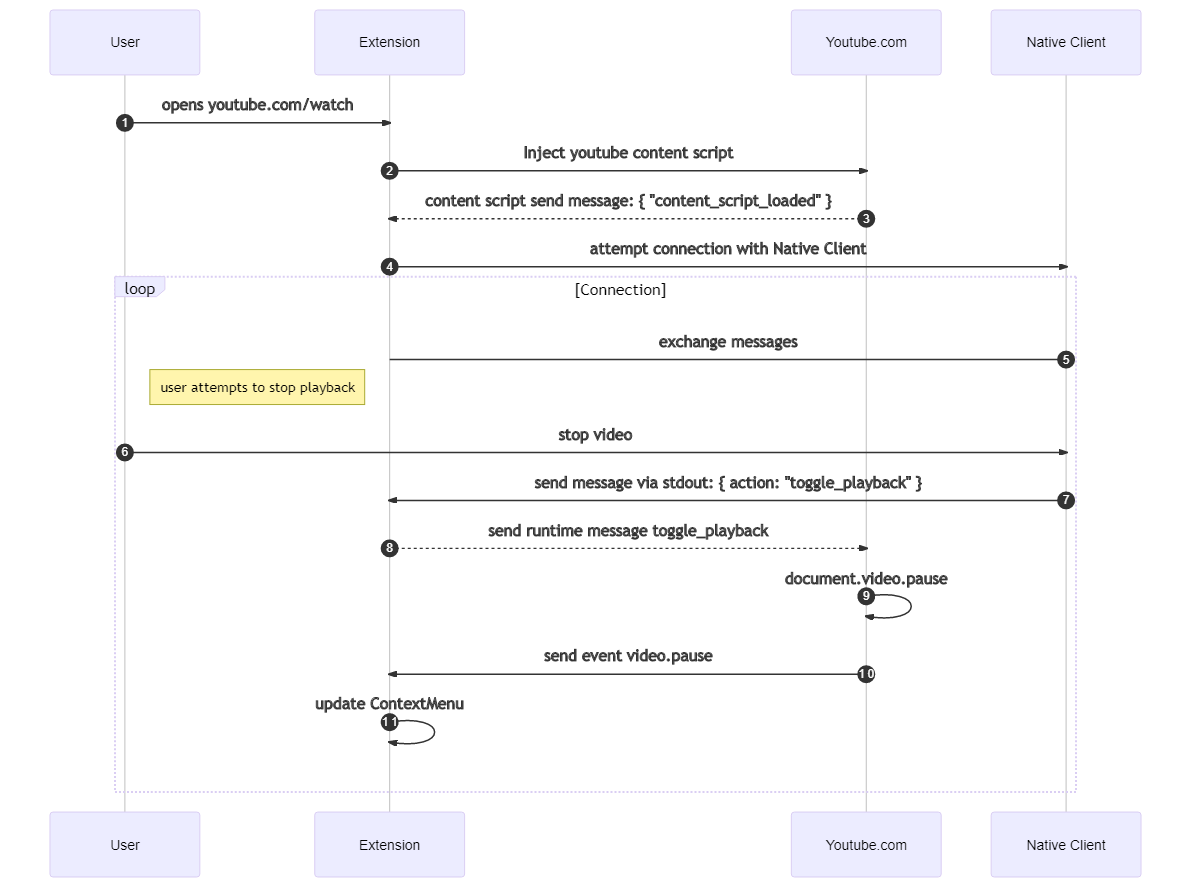 User
Extension
Youtube.com
Native Client
opens youtube.com/watch
1
Inject youtube content script
2
content script send message: { "content_script_loaded" }
3
attempt connection with Native Client
4
loop
[Connection]
exchange messages
5
user attempts to stop playback
stop video
6
send message via stdout: { action: "toggle_playback" }
7
send runtime message toggle_playback
8
document.video.pause
9
send event video.pause
10
update ContextMenu
11
User
Extension
Youtube.com
Native Client